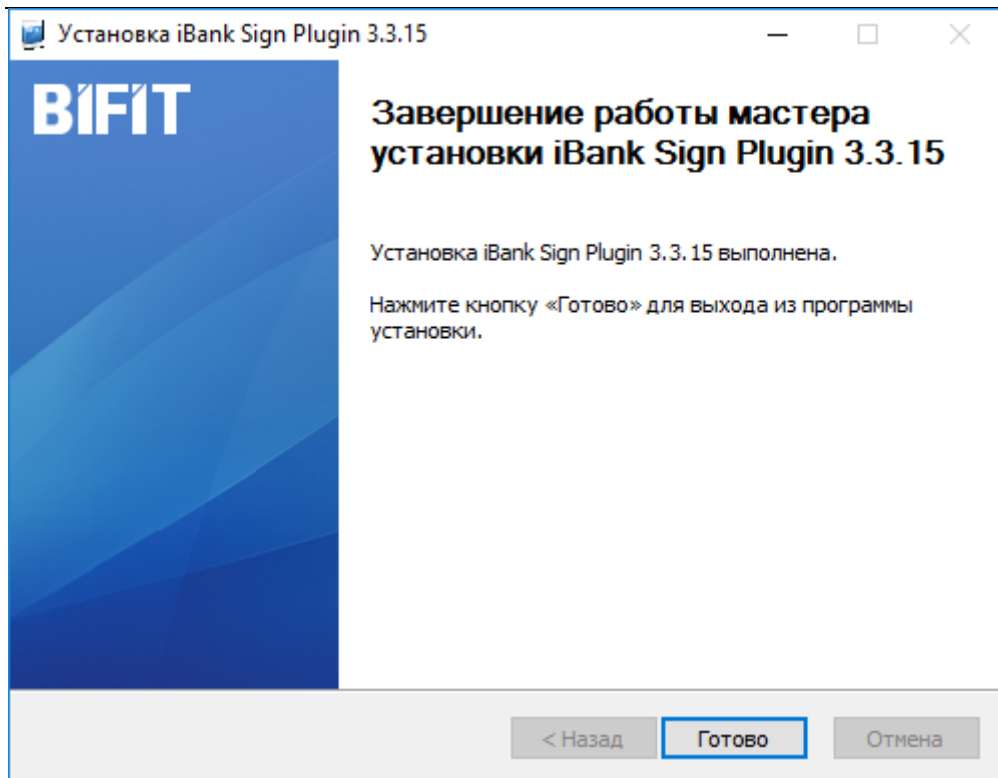 Установка iBank Sign Plugin 3.3.15
BIFIT
Завершение работы мастера
установки iBank Sign Plugin 3.3.15
Установка iBank Sign Plugin 3.3.15 выполнена.
Нажмите кнопку «Готово» для выхода из программы
установки.
< Назад Готово Отмена